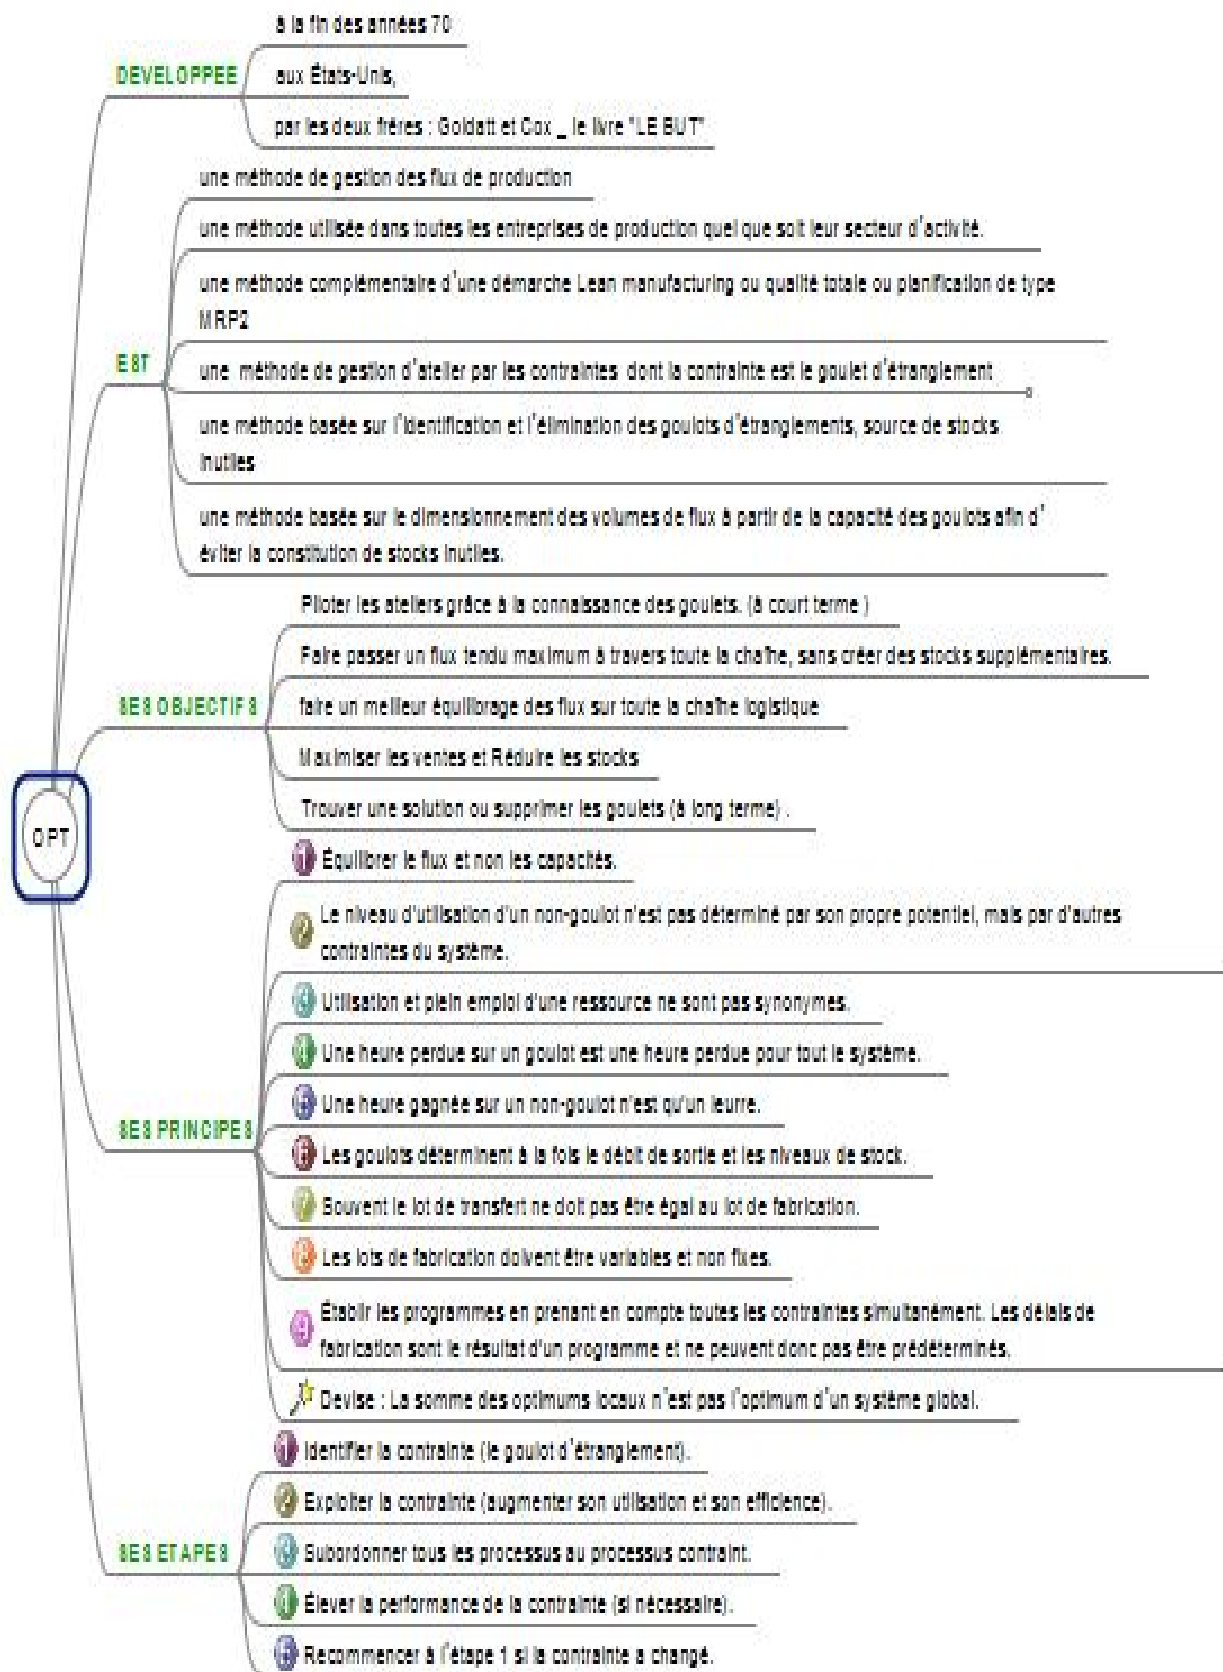 à la fin des années 70
DEVELOPPEE
aux États-Unis,
par les deux frères : Goldatt et Cox _ le livre "LE BUT"
une méthode de gestion des flux de production
une méthode utilisée dans toutes les entreprises de production quel que soit leur secteur d'activité.
une méthode complémentaire d'une démarche Lean manufacturing ou qualité totale ou planification de type
MRP2
EST
une méthode de gestion d'atelier par les contraintes dont la contrainte est le goulet d'étranglement
une méthode basée sur l'identification et l'élimination des goulots d'étranglements, source de stocks
inutiles
une méthode basée sur le dimensionnement des volumes de flux à partir de la capacité des goulots afin d'
éviter la constitution de stocks inutiles.
Piloter les ateliers grâce à la connaissance des goulets. (à court terme )
Faire passer un flux tendu maximum à travers toute la chaîne, sans créer des stocks supplémentaires.
SES OBJECTIFS
faire un meilleur équilibrage des flux sur toute la chaîne logistique
Maximiser les ventes et Réduire les stocks
Trouver une solution ou supprimer les goulets (à long terme) .
OPT
1 Équilibrer le flux et non les capacités.
2 Le niveau d'utilisation d'un non-goulot n'est pas déterminé par son propre potentiel, mais par d'autres
contraintes du système.
3 Utilisation et plein emploi d'une ressource ne sont pas synonymes.
4 Une heure perdue sur un goulot est une heure perdue pour tout le système.
5 Une heure gagnée sur un non-goulot n'est qu'un leurre.
SES PRINCIPES
6 Les goulots déterminent à la fois le débit de sortie et les niveaux de stock.
7 Souvent le lot de transfert ne doit pas être égal au lot de fabrication.
8 Les lots de fabrication doivent être variables et non fixes.
9 Établir les programmes en prenant en compte toutes les contraintes simultanément. Les délais de
fabrication sont le résultat d'un programme et ne peuvent donc pas être prédéterminés.
Devise : La somme des optimums locaux n'est pas l'optimum d'un système global.
1 Identifier la contrainte (le goulot d'étranglement).
2 Exploiter la contrainte (augmenter son utilisation et son efficience).
SES ETAPES
3 Subordonner tous les processus au processus contraint.
4 Élever la performance de la contrainte (si nécessaire).
5 Recommencer à l'étape 1 si la contrainte a changé.